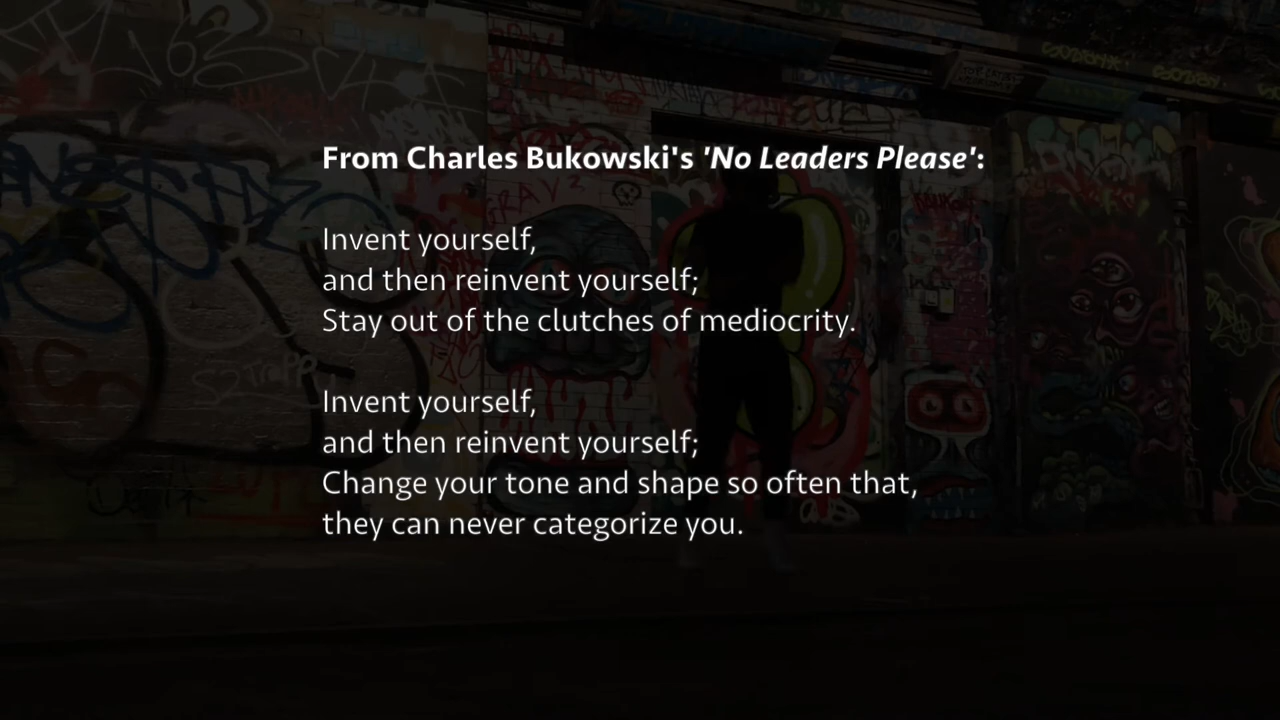 From Charles Bukowski's 'No Leaders Please':
Invent yourself,
and then reinvent yourself;
Stay out of the clutches of mediocrity.
Invent yourself,
and then reinvent yourself;
Change your tone and shape so often that,
they can never categorize you.